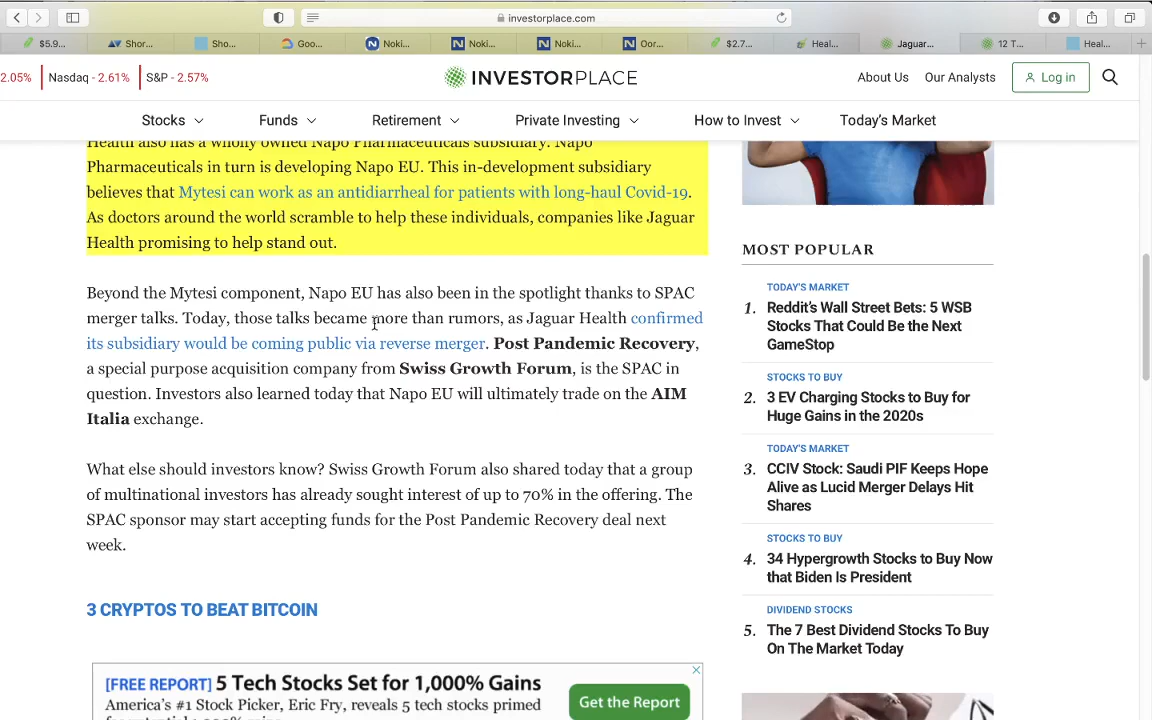 investorplace.com
$5.9...
Shor...
Sho...
Goo...
Noki...
Noki...
Noki...
Oor...
$2.7...
Heal...
Jaguar...
12 T...
Heal...
2.05% Nasdaq - 2.61% S&P - 2.57%
INVESTORPLACE
About Us Our Analysts Log in
Stocks Funds Retirement Private Investing How to Invest Today's Market
Health also has a wholly owned Napo Pharmaceuticals subsidiary. Napo
Pharmaceuticals in turn is developing Napo EU. This in-development subsidiary
believes that Mytesi can work as an antidiarrheal for patients with long-haul Covid-19.
As doctors around the world scramble to help these individuals, companies like Jaguar
Health promising to help stand out.
Beyond the Mytesi component, Napo EU has also been in the spotlight thanks to SPAC
merger talks. Today, those talks became more than rumors, as Jaguar Health confirmed
its subsidiary would be coming public via reverse merger. Post Pandemic Recovery,
a special purpose acquisition company from Swiss Growth Forum, is the SPAC in
question. Investors also learned today that Napo EU will ultimately trade on the AIM
Italia exchange.
What else should investors know? Swiss Growth Forum also shared today that a group
of multinational investors has already sought interest of up to 70% in the offering. The
SPAC sponsor may start accepting funds for the Post Pandemic Recovery deal next
week.
3 CRYPTOS TO BEAT BITCOIN
[FREE REPORT] 5 Tech Stocks Set for 1,000% Gains
America's #1 Stock Picker, Eric Fry, reveals 5 tech stocks primed
Get the Report
MOST POPULAR
TODAY'S MARKET
1. Reddit's Wall Street Bets: 5 WSB
Stocks That Could Be the Next
GameStop
STOCKS TO BUY
2. 3 EV Charging Stocks to Buy for
Huge Gains in the 2020s
TODAY'S MARKET
3. CCIV Stock: Saudi PIF Keeps Hope
Alive as Lucid Merger Delays Hit
Shares
STOCKS TO BUY
4. 34 Hypergrowth Stocks to Buy Now
that Biden Is President
DIVIDEND STOCKS
5. The 7 Best Dividend Stocks To Buy
On The Market Today